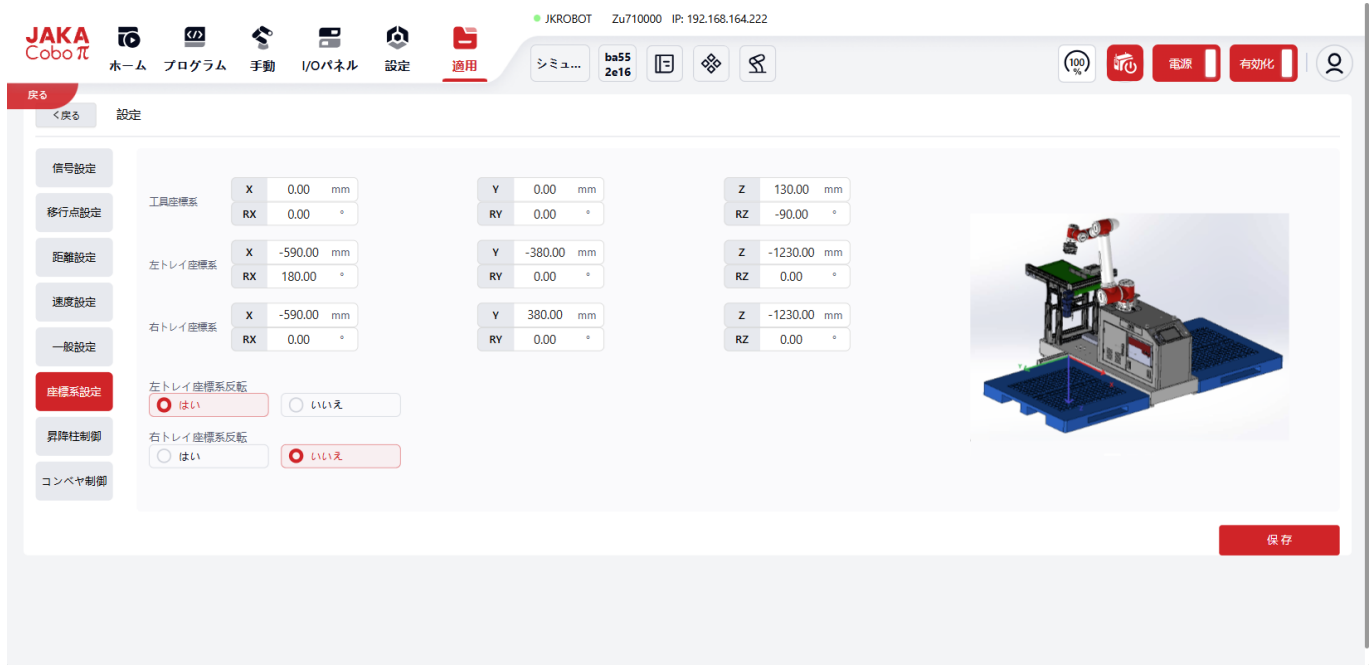 JKROBOT Zu710000 IP: 192.168.164.222
JAKA
Cobo π
ホーム プログラム 手動 I/Oパネル 設定 適用
シミュ... ba55
2e16
100
%
電源 有効化
戻る
<戻る 設定
信号設定
移行点設定
距離設定
速度設定
一般設定
座標系設定
昇降柱制御
コンベヤ制御
工具座標系
X 0.00 mm Y 0.00 mm Z 130.00 mm
RX 0.00 ° RY 0.00 ° RZ -90.00 °
左トレイ座標系
X -590.00 mm Y -380.00 mm Z -1230.00 mm
RX 180.00 ° RY 0.00 ° RZ 0.00 °
右トレイ座標系
X -590.00 mm Y 380.00 mm Z -1230.00 mm
RX 0.00 ° RY 0.00 ° RZ 0.00 °
左トレイ座標系反転
はい いいえ
右トレイ座標系反転
はい いいえ
Y X
Z
保存